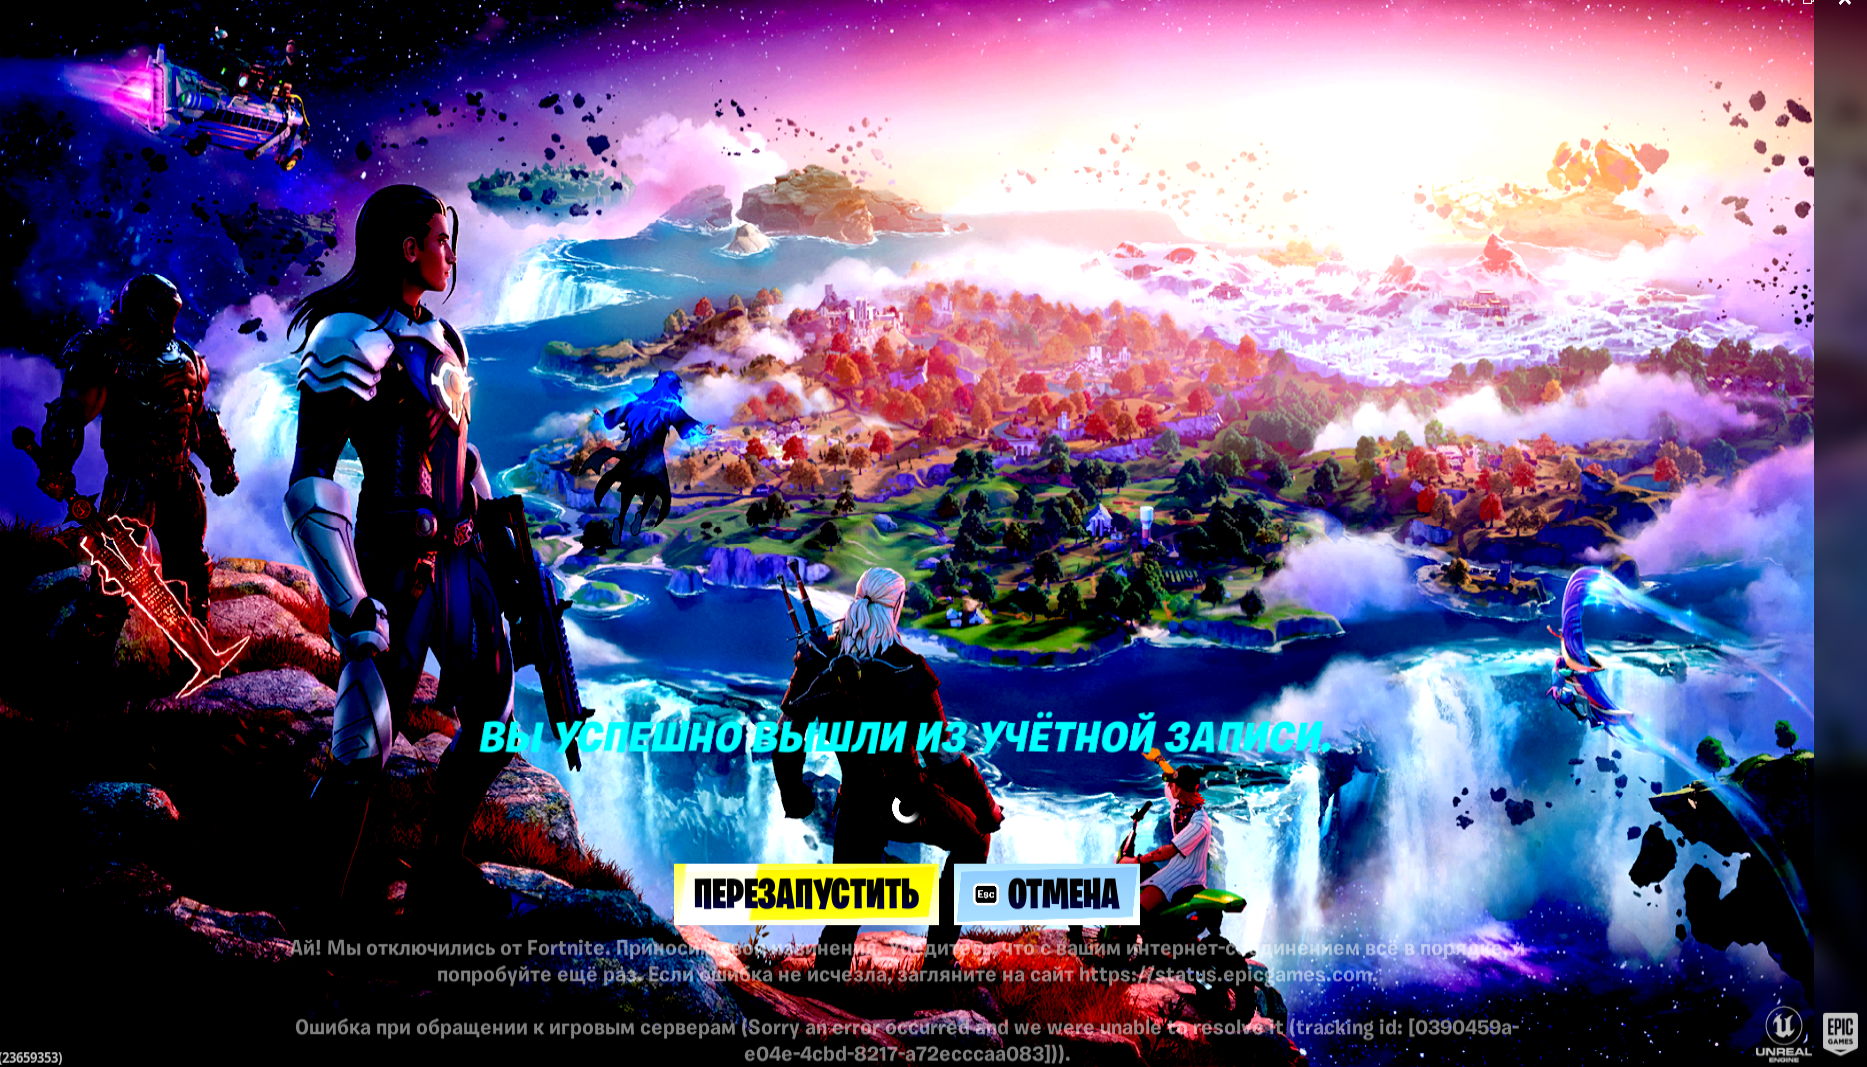 ВЫ УСПЕШНО ВЫШЛИ ИЗ УЧЁТНОЙ ЗАПИСИ.
ПЕРЕЗАПУСТИТЬ
Esc ОТМЕНА
Ай! Мы отключились от Fortnite. Приносим свои извинения. Убедитесь, что с вашим интернет-соединением всё в порядке, и
попробуйте ещё раз. Если ошибка не исчезла, загляните на сайт https://status.epicgames.com.
Ошибка при обращении к игровым серверам (Sorry an error occurred and we were unable to resolve it (tracking id: [0390459a-
e04e-4cbd-8217-a72ecccaa083])).
(23659353)
UNREAL
ENGINE
EPIC
GAMES